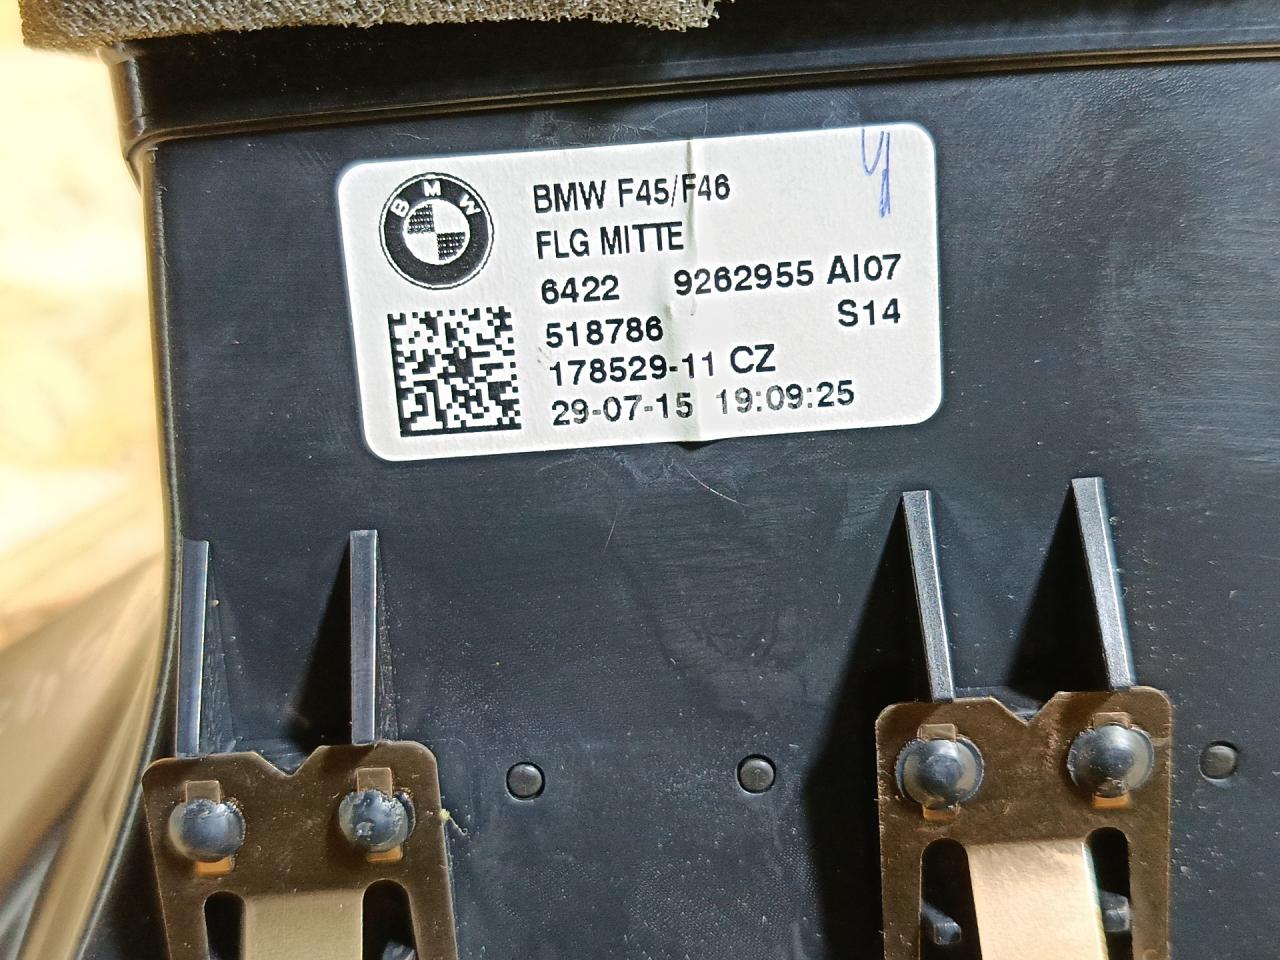 BMW
BMW F45/F46
FLG MITTE
6422 9262955 AI07
518786 S14
178529-11 CZ
29-07-15 19:09:25